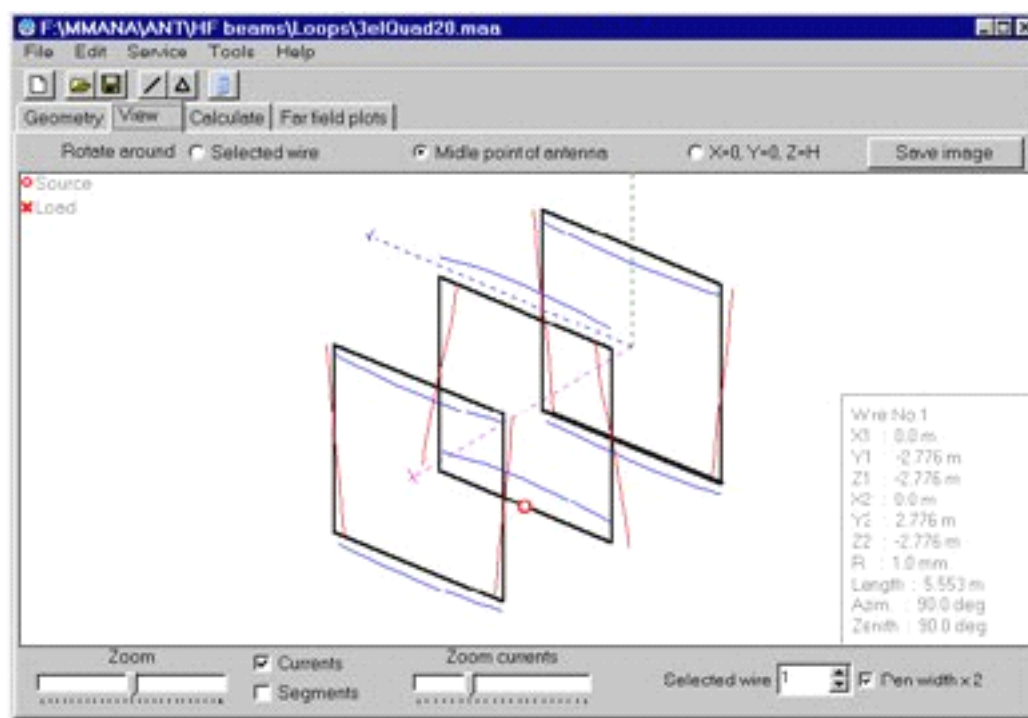 F:\MMANA\ANT\HF beams\Loops\3elQuad20.maa
File Edit Service Tools Help
Geometry View Calculate Far field plots
Rotate around Selected wire Midle point of antenna X=0, Y=0, Z=H Save image
Source
Load
Y
X
Wire No.1
X1 : 0.0 m
Y1 : -2.776 m
Z1 : -2.776 m
X2 : 0.0 m
Y2 : 2.776 m
Z2 : -2.776 m
R : 1.0 mm
Length : 5.553 m
Azim. : 90.0 deg
Zenith : 90.0 deg
Zoom Currents Zoom currents
Segments Selected wire 1 Pen width x 2